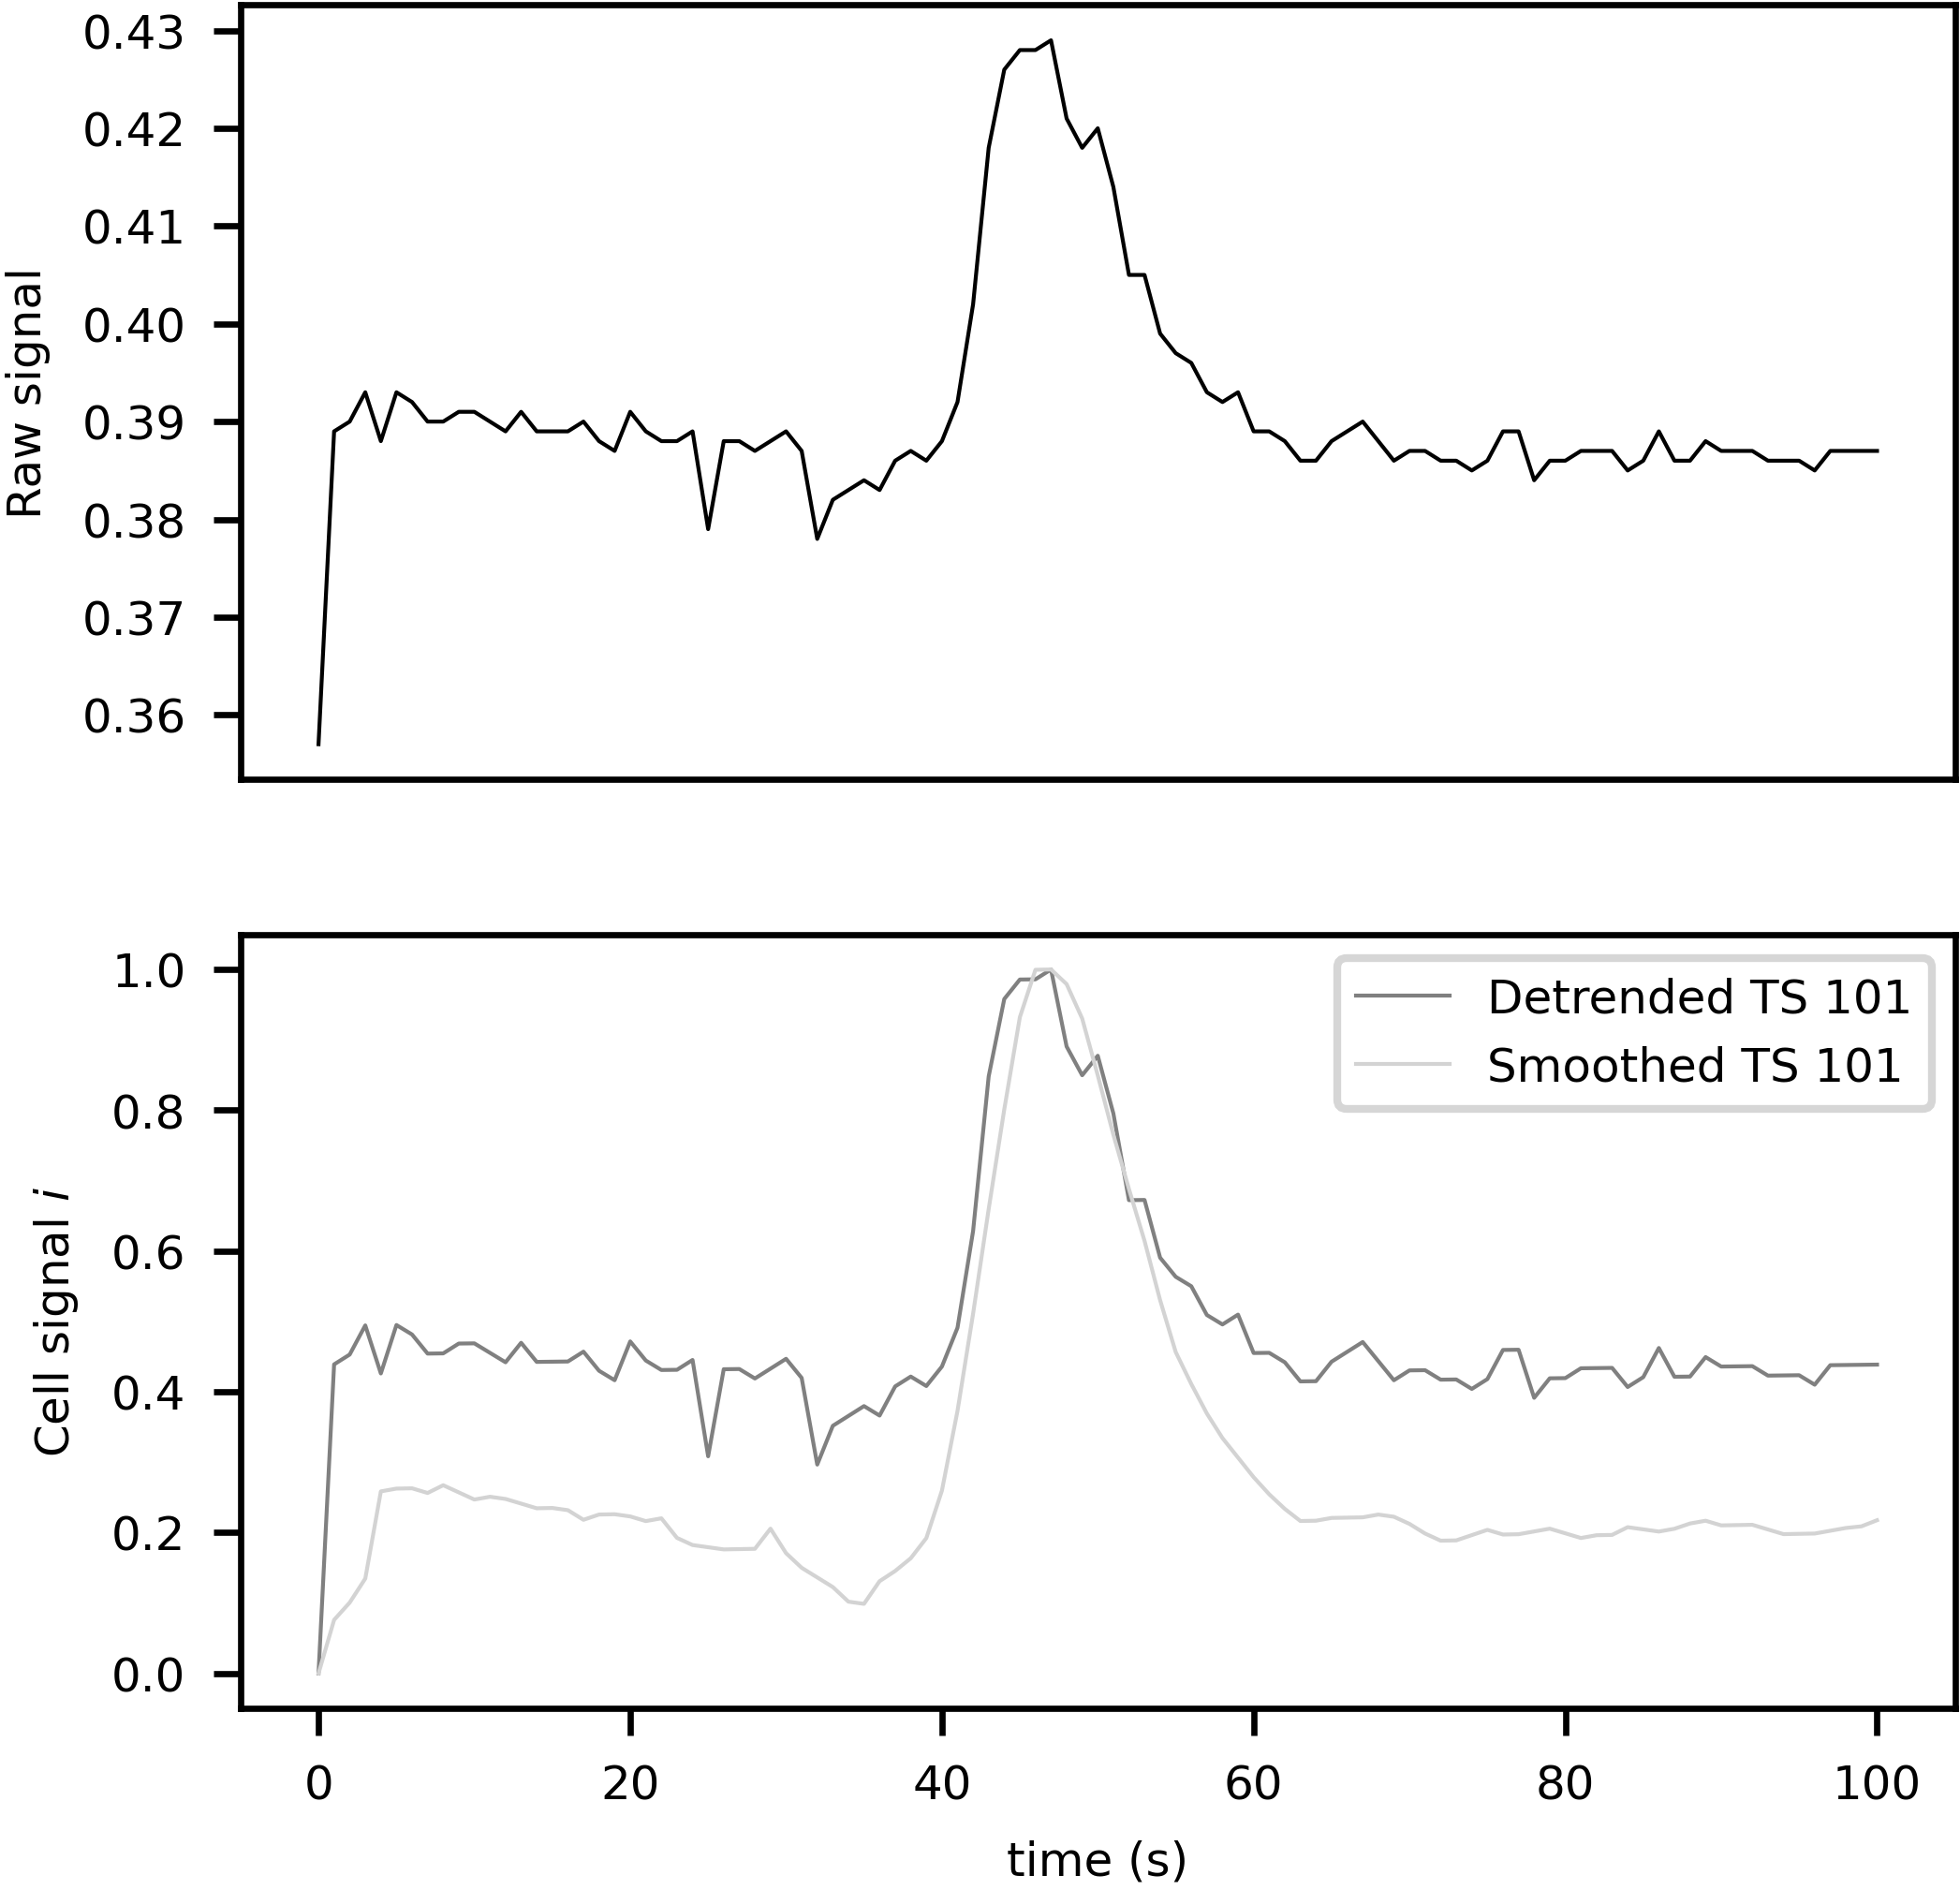 Raw signal
0.43
0.42
0.41
0.40
0.39
0.38
0.37
0.36
Cell signal i
1.0
0.8
0.6
0.4
0.2
0.0
Detrended TS 101
Smoothed TS 101
0 20 40 60 80 100
time (s)